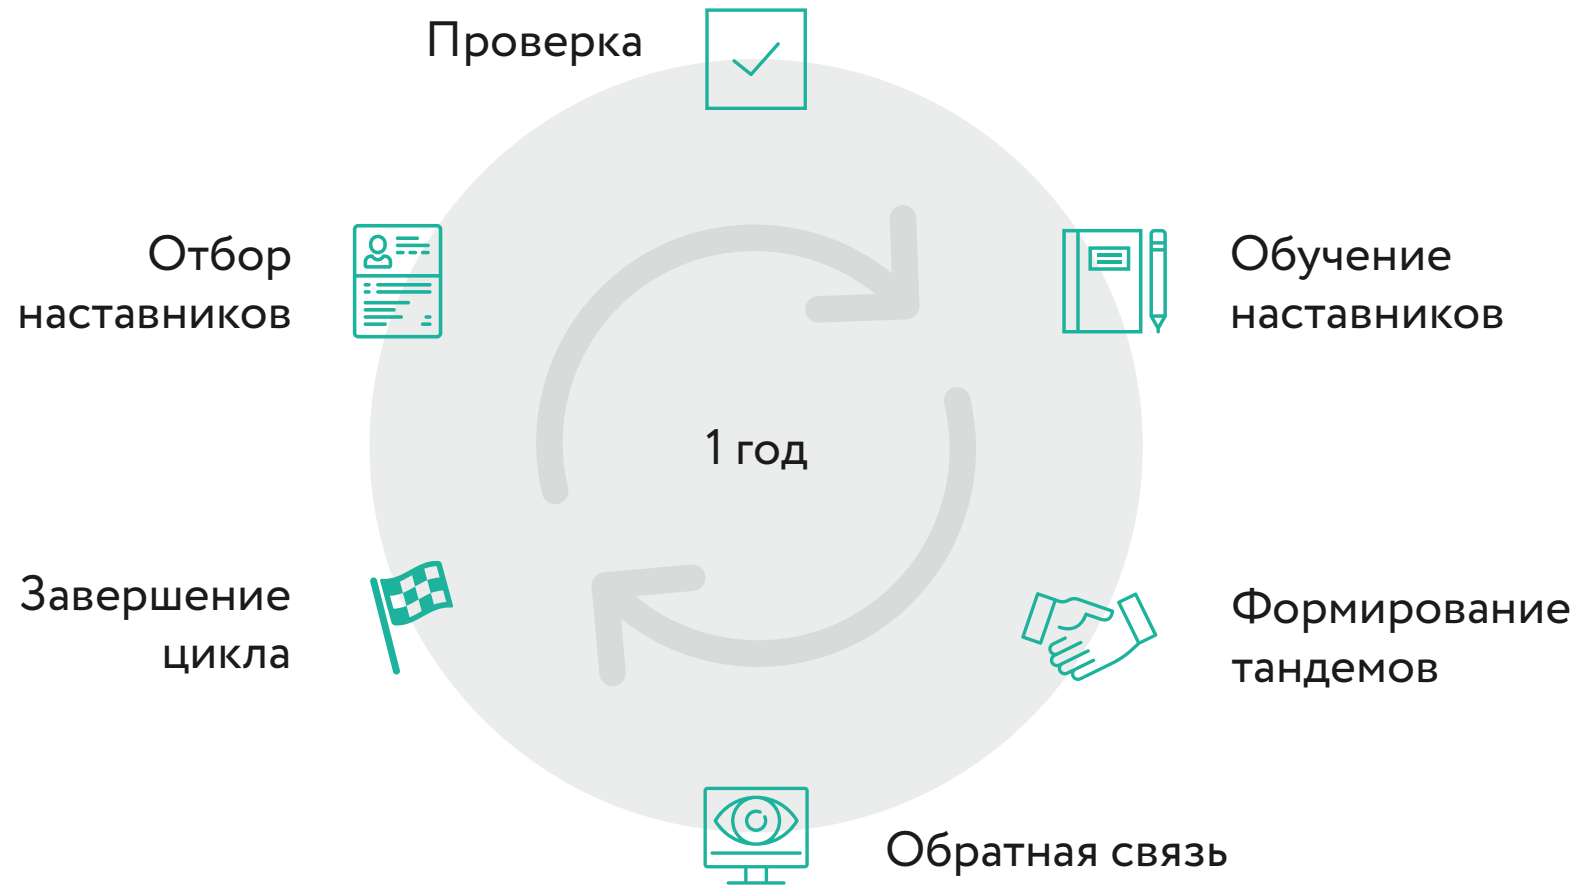 Проверка
Отбор
наставников
Обучение
наставников
1 год
Завершение
цикла
Формирование
тандемов
Обратная связь